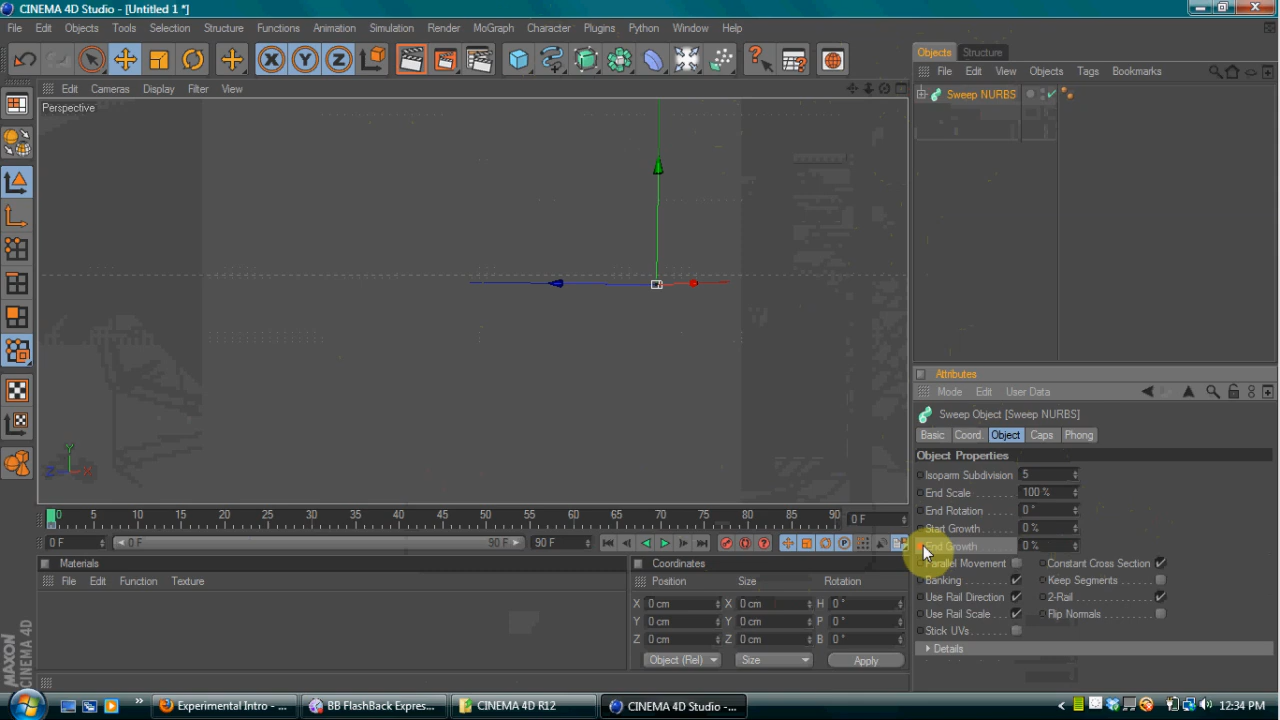 CINEMA 4D Studio - [Untitled 1 *]
File Edit Objects Tools Selection Structure Functions Animation Simulation Render MoGraph Character Plugins Python Window Help
Objects Structure
File Edit View Objects Tags Bookmarks
Edit Cameras Display Filter View
Sweep NURBS
Perspective
Y
Z X
Attributes
Mode Edit User Data
Sweep Object [Sweep NURBS]
Basic Coord. Object Caps Phong
Object Properties
Isoparm Subdivision 5
End Scale 100 %
End Rotation 0 °
Start Growth 0 %
End Growth 0 %
Parallel Movement Constant Cross Section
Banking Keep Segments
Use Rail Direction 2-Rail
Use Rail Scale Flip Normals
Stick UVs
Details
0 5 10 15 20 25 30 35 40 45 50 55 60 65 70 75 80 85 90 0 F
0 F 0 F 90 F 90 F
Materials
File Edit Function Texture
Coordinates
Position Size Rotation
X 0 cm X 0 cm H 0 °
Y 0 cm Y 0 cm P 0 °
Z 0 cm Z 0 cm B 0 °
Object (Rel) Size Apply
MAXON
CINEMA 4D
Experimental Intro - ... BB FlashBack Expres... CINEMA 4D R12 CINEMA 4D Studio -... 12:34 PM